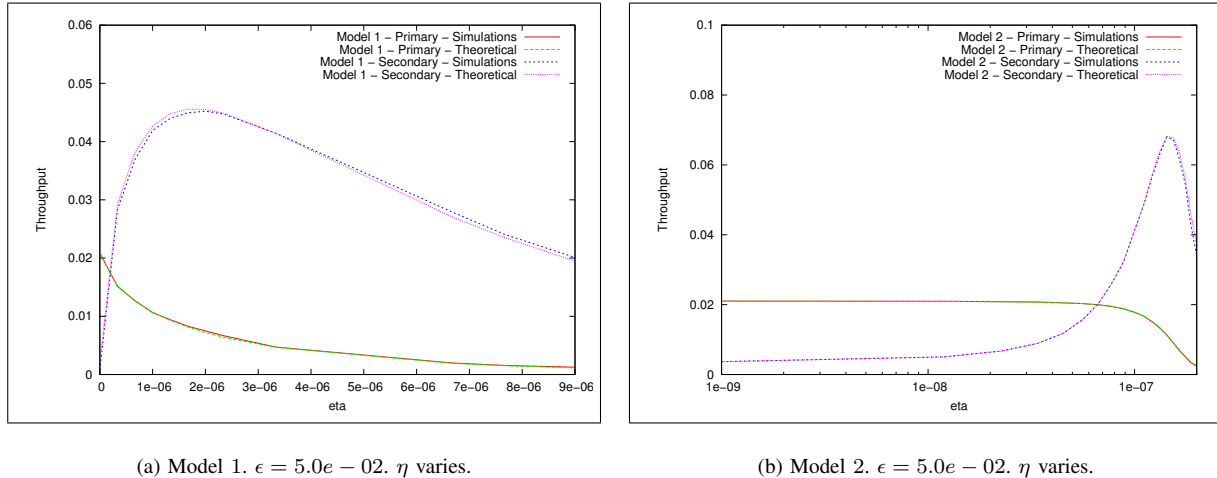 0.06
0.05
0.04
0.03
0.02
0.01
0
Throughput
Model 1 − Primary − Simulations
Model 1 − Primary − Theoretical
Model 1 − Secondary − Simulations
Model 1 − Secondary − Theoretical
0 1e−06 2e−06 3e−06 4e−06 5e−06 6e−06 7e−06 8e−06 9e−06
eta
0.1
0.08
0.06
0.04
0.02
0
Throughput
Model 2 − Primary − Simulations
Model 2 − Primary − Theoretical
Model 2 − Secondary − Simulations
Model 2 − Secondary − Theoretical
1e−09 1e−08 1e−07
eta
(a) Model 1. ϵ = 5.0e − 02. η varies.
(b) Model 2. ϵ = 5.0e − 02. η varies.